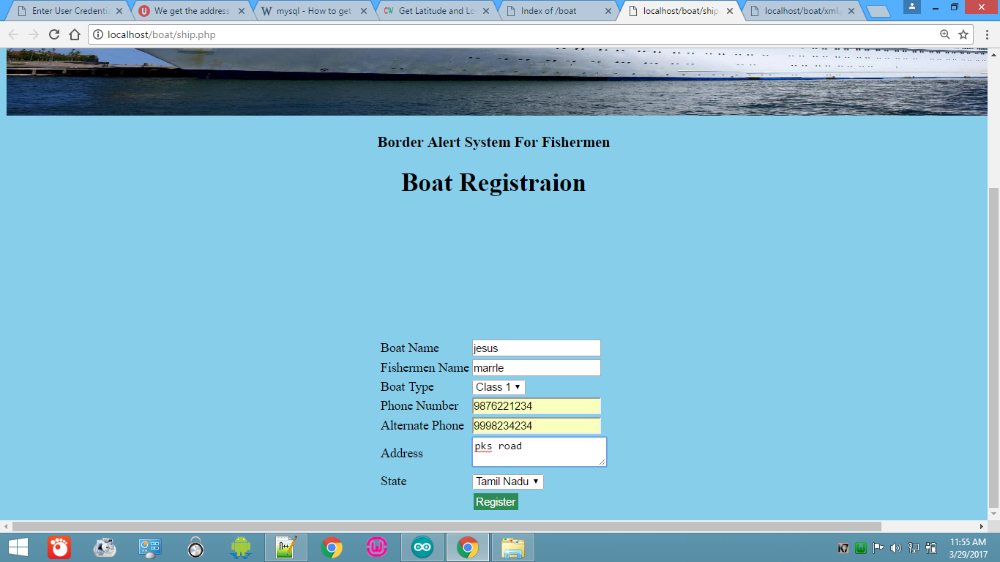 Enter User Credentia
We get the address
mysql - How to get
Get Latitude and Lo
Index of /boat
localhost/boat/ship.
localhost/boat/xml.
localhost/boat/ship.php
Border Alert System For Fishermen
Boat Registraion
Boat Name jesus
Fishermen Name marrle
Boat Type Class 1
Phone Number 9876221234
Alternate Phone 9998234234
Address pks road
State Tamil Nadu
Register
11:55 AM
3/29/2017